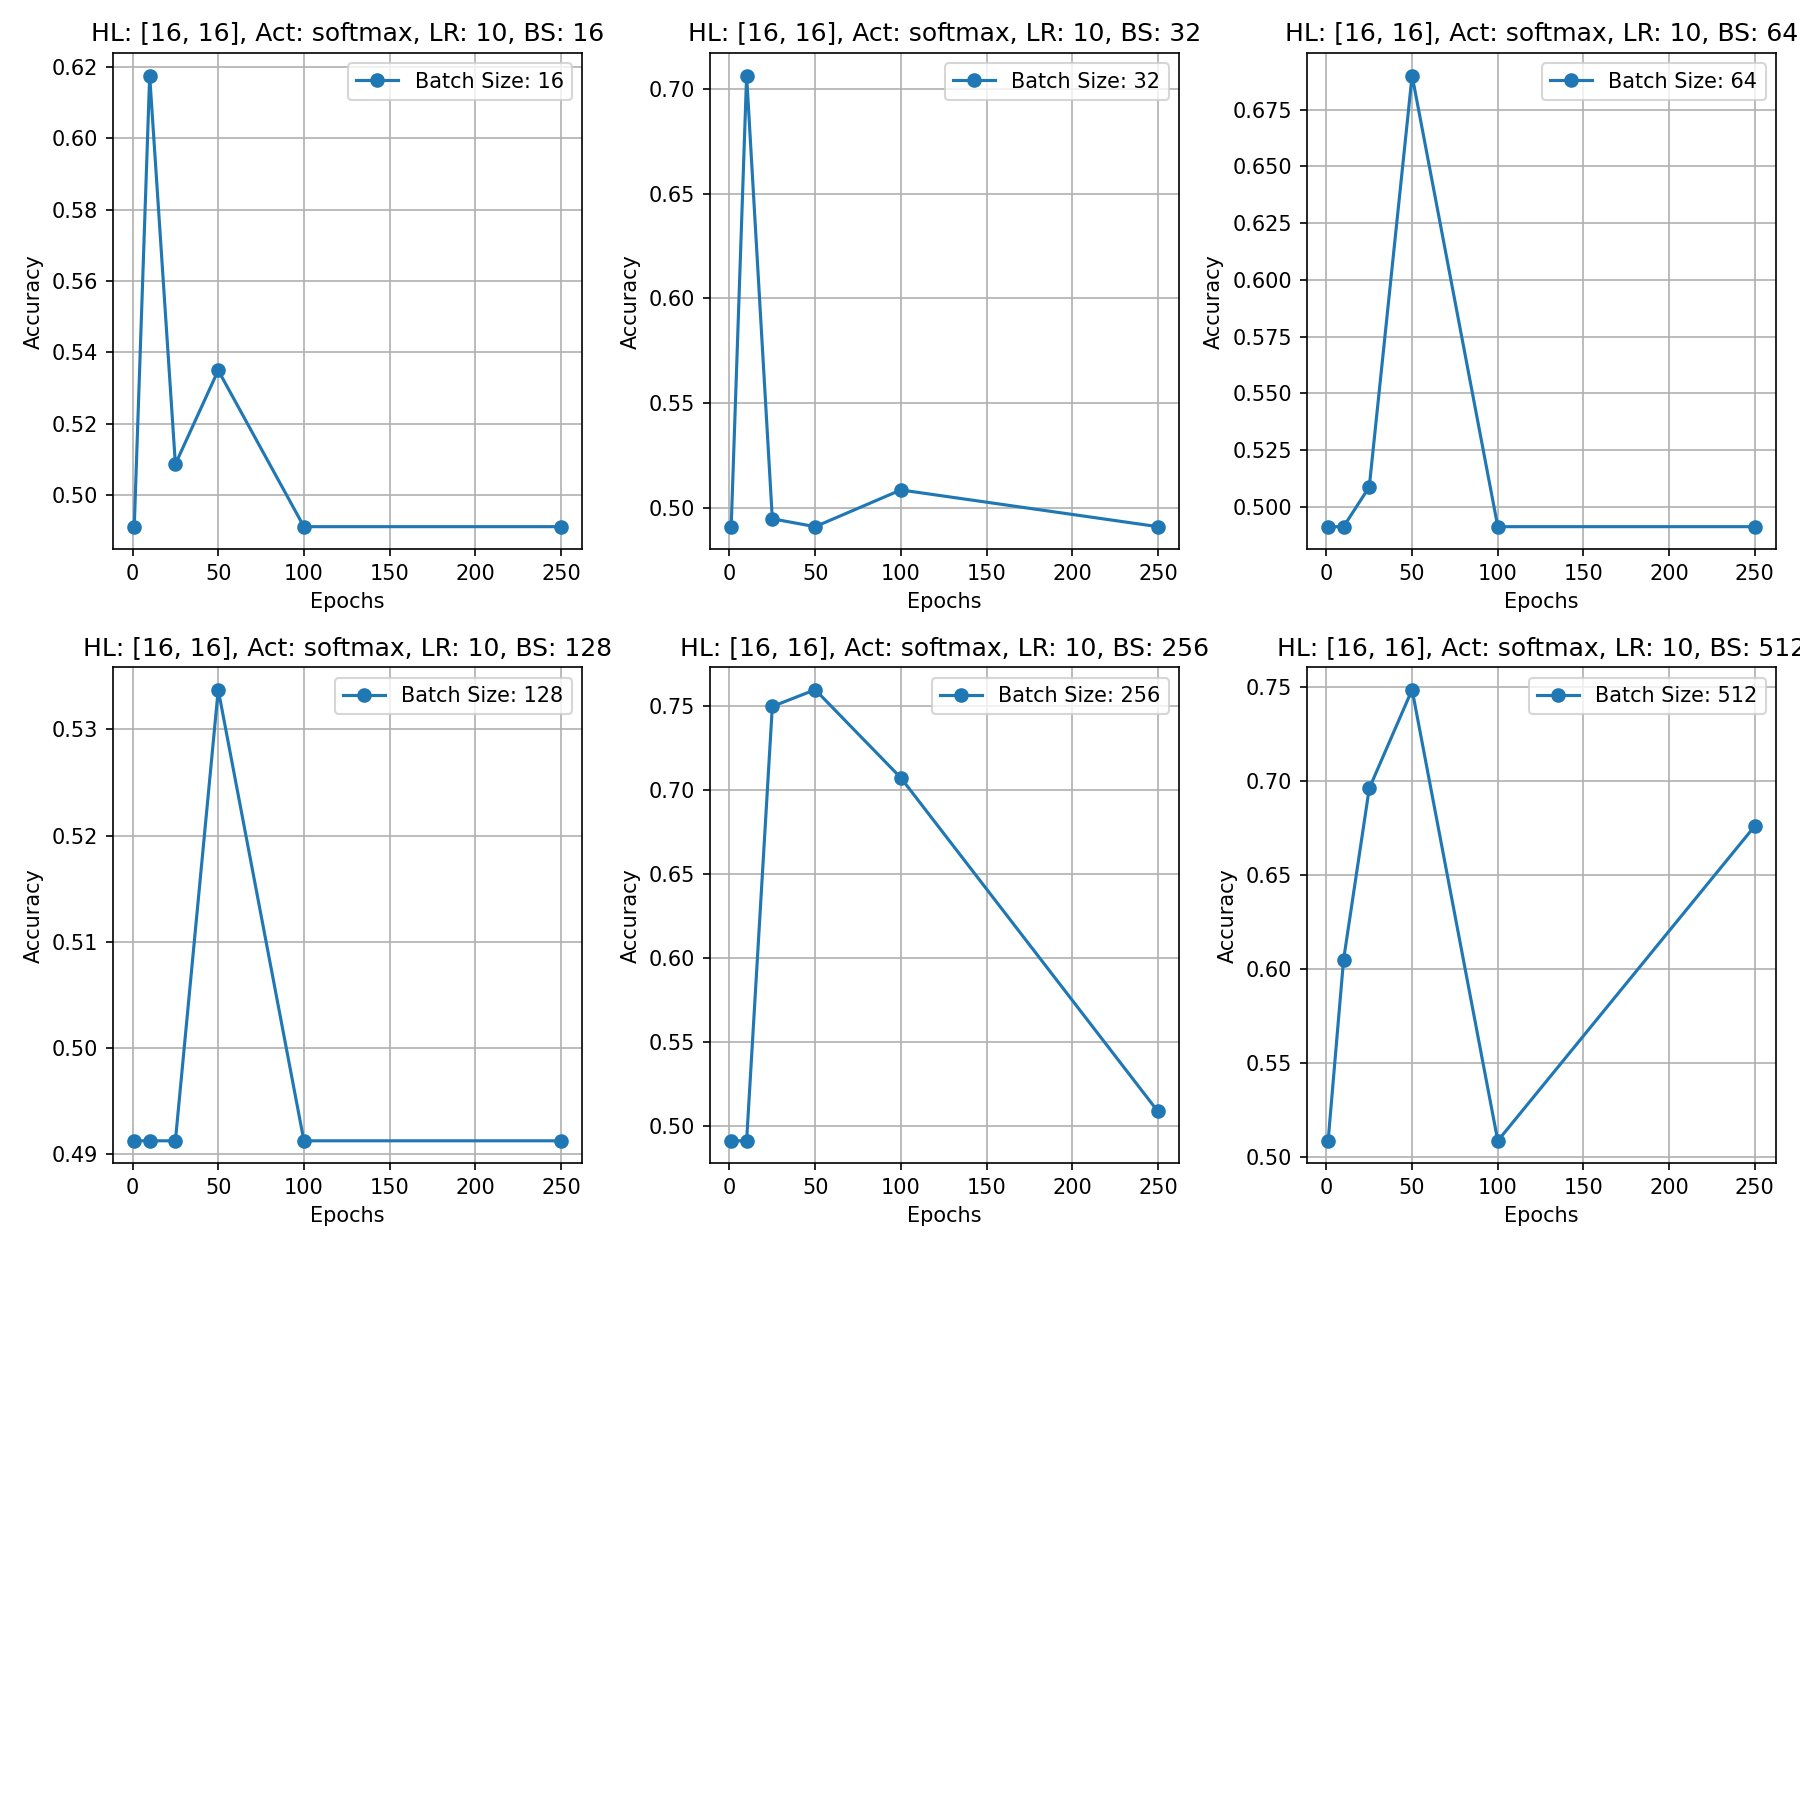 HL: [16, 16], Act: softmax, LR: 10, BS: 16
Batch Size: 16
Accuracy
0.62
0.60
0.58
0.56
0.54
0.52
0.50
0 50 100 150 200 250
Epochs
HL: [16, 16], Act: softmax, LR: 10, BS: 32
Batch Size: 32
Accuracy
0.70
0.65
0.60
0.55
0.50
0 50 100 150 200 250
Epochs
HL: [16, 16], Act: softmax, LR: 10, BS: 64
Batch Size: 64
Accuracy
0.675
0.650
0.625
0.600
0.575
0.550
0.525
0.500
0 50 100 150 200 250
Epochs
HL: [16, 16], Act: softmax, LR: 10, BS: 128
Batch Size: 128
Accuracy
0.53
0.52
0.51
0.50
0.49
0 50 100 150 200 250
Epochs
HL: [16, 16], Act: softmax, LR: 10, BS: 256
Batch Size: 256
Accuracy
0.75
0.70
0.65
0.60
0.55
0.50
0 50 100 150 200 250
Epochs
HL: [16, 16], Act: softmax, LR: 10, BS: 512
Batch Size: 512
Accuracy
0.75
0.70
0.65
0.60
0.55
0.50
0 50 100 150 200 250
Epochs